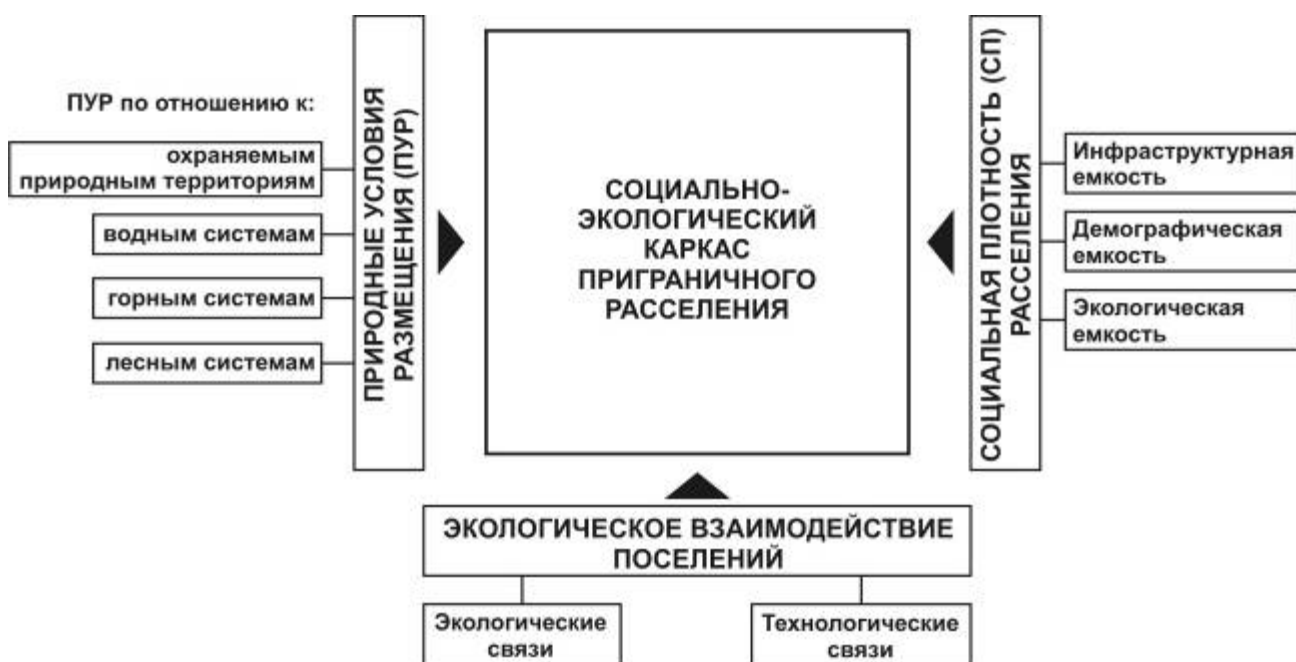 ПУР по отношению к:
охраняемым
природным территориям
водным системам
горным системам
лесным системам
ПРИРОДНЫЕ УСЛОВИЯ
РАЗМЕЩЕНИЯ (ПУР)
СОЦИАЛЬНО-
ЭКОЛОГИЧЕСКИЙ
КАРКАС
ПРИГРАНИЧНОГО
РАССЕЛЕНИЯ
СОЦИАЛЬНАЯ ПЛОТНОСТЬ (СП)
РАССЕЛЕНИЯ
Инфраструктурная
емкость
Демографическая
емкость
Экологическая
емкость
ЭКОЛОГИЧЕСКОЕ ВЗАИМОДЕЙСТВИЕ
ПОСЕЛЕНИЙ
Экологические
связи
Технологические
связи